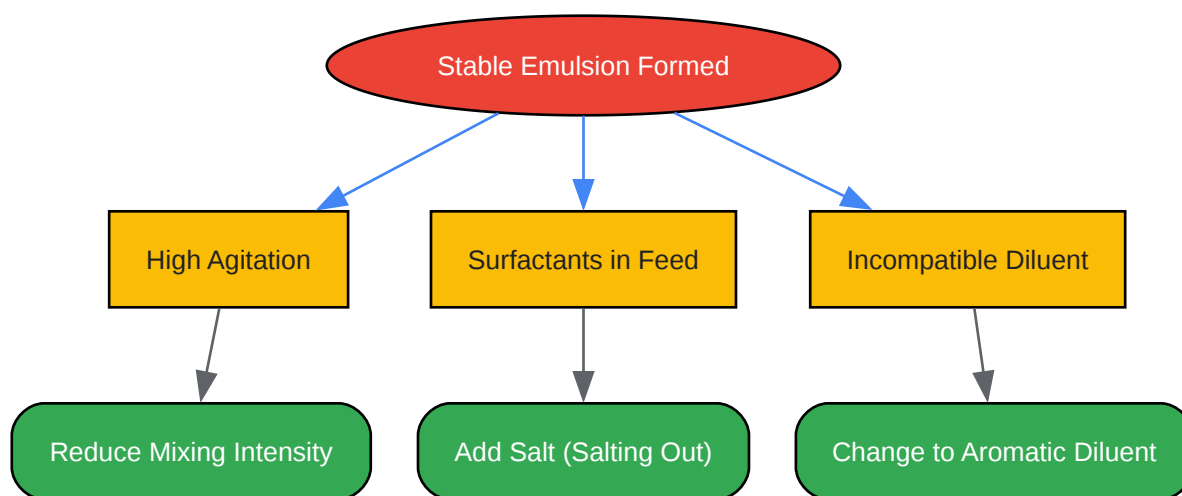 Stable Emulsion Formed
High Agitation
Surfactants in Feed
Incompatible Diluent
Reduce Mixing Intensity
Add Salt (Salting Out)
Change to Aromatic Diluent